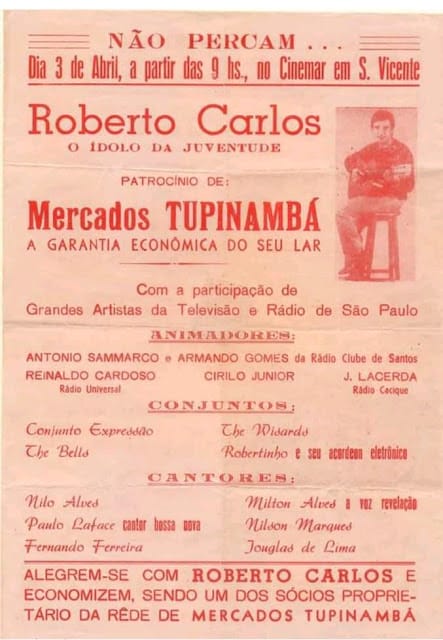 NÃO PERCAM ...
Dia 3 de Abril, a partir das 9 hs., no Cinemar em S. Vicente
Roberto Carlos
O ÍDOLO DA JUVENTUDE
PATROCÍNIO DE:
Mercados TUPINAMBÁ
A GARANTIA ECONÔMICA DO SEU LAR
Com a participação de
Grandes Artistas da Televisão e Rádio de São Paulo
ANIMADORES:
ANTONIO SAMMARCO e ARMANDO GOMES da Rádio Clube de Santos
REINALDO CARDOSO CIRILO JUNIOR J. LACERDA
Rádio Universal Rádio Cacique
CONJUNTOS:
Conjunto Expressão The Wisards
The Bells Robertinho e seu acordeon eletrônico
CANTORES:
Nilo Alves Milton Alves a voz revelação
Paulo Laface cantor bossa nova Nilson Marques
Fernando Ferreira Iouglas de Lima
ALEGREM-SE COM ROBERTO CARLOS E
ECONOMIZEM, SENDO UM DOS SÓCIOS PROPRIE-
TÁRIO DA RÊDE DE MERCADOS TUPINAMBÁ